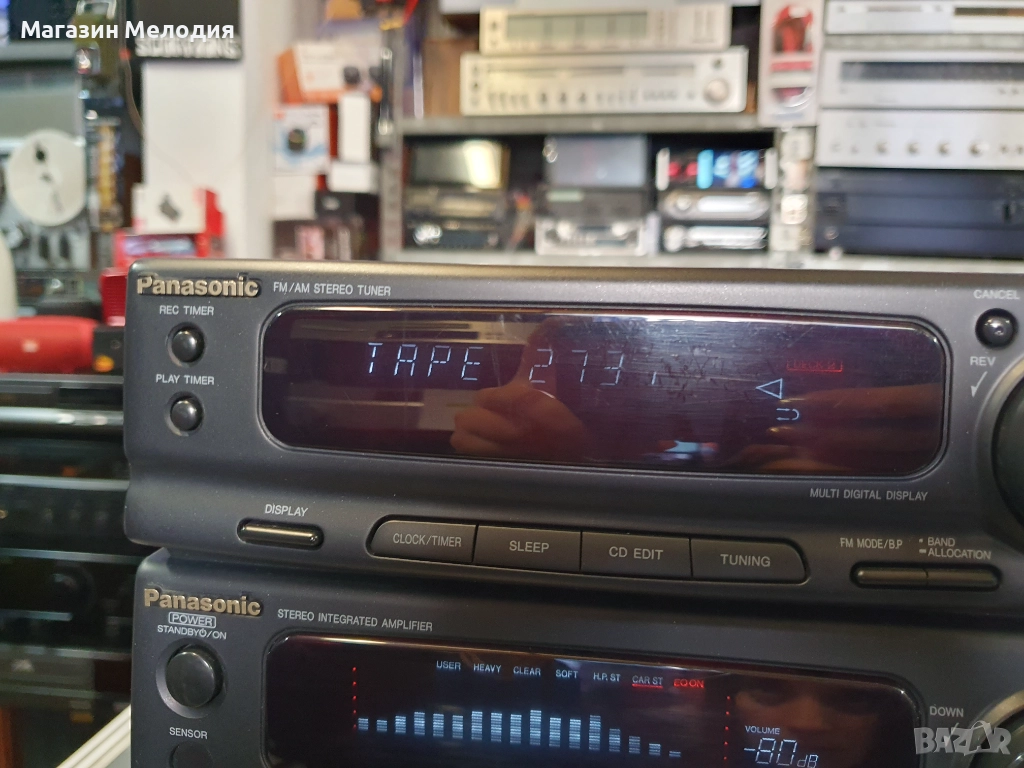 Магазин Мелодия
Panasonic
FM/AM STEREO TUNER
CANCEL
REC TIMER
REV
PLAY TIMER
TAPE 273
MULTI DIGITAL DISPLAY
DISPLAY
CLOCK/TIMER
SLEEP
CD EDIT
TUNING
FM MODE/B.P
BAND
ALLOCATION
Panasonic
STEREO INTEGRATED AMPLIFIER
POWER
STANDBY⏻/ON
USER HEAVY CLEAR SOFT H.P. ST CAR ST EQ ON
SENSOR
VOLUME
-80dB
DOWN
BAZAR